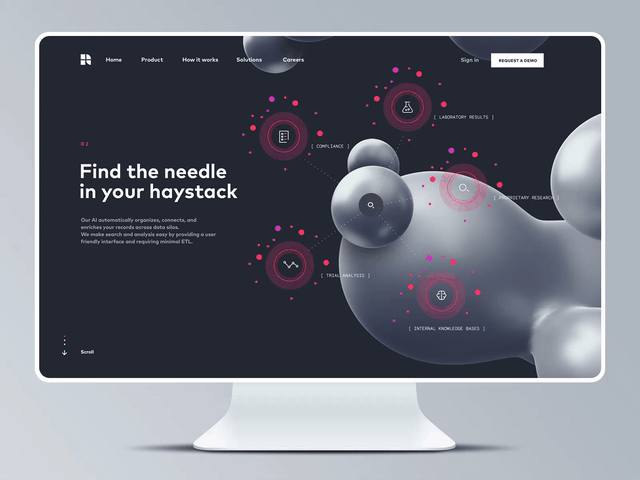 Home Product How it works Solutions Careers Sign in REQUEST A DEMO
[ LABORATORY RESULTS ]
02
[ COMPLIANCE ]
Find the needle
in your haystack
[ PROPRIETARY RESEARCH ]
Our AI automatically organizes, connects, and
enriches your records across data silos.
We make search and analysis easy by providing a user
friendly interface and requiring minimal ETL.
[ TRIAL ANALYSIS ]
[ INTERNAL KNOWLEDGE BASES ]
Scroll